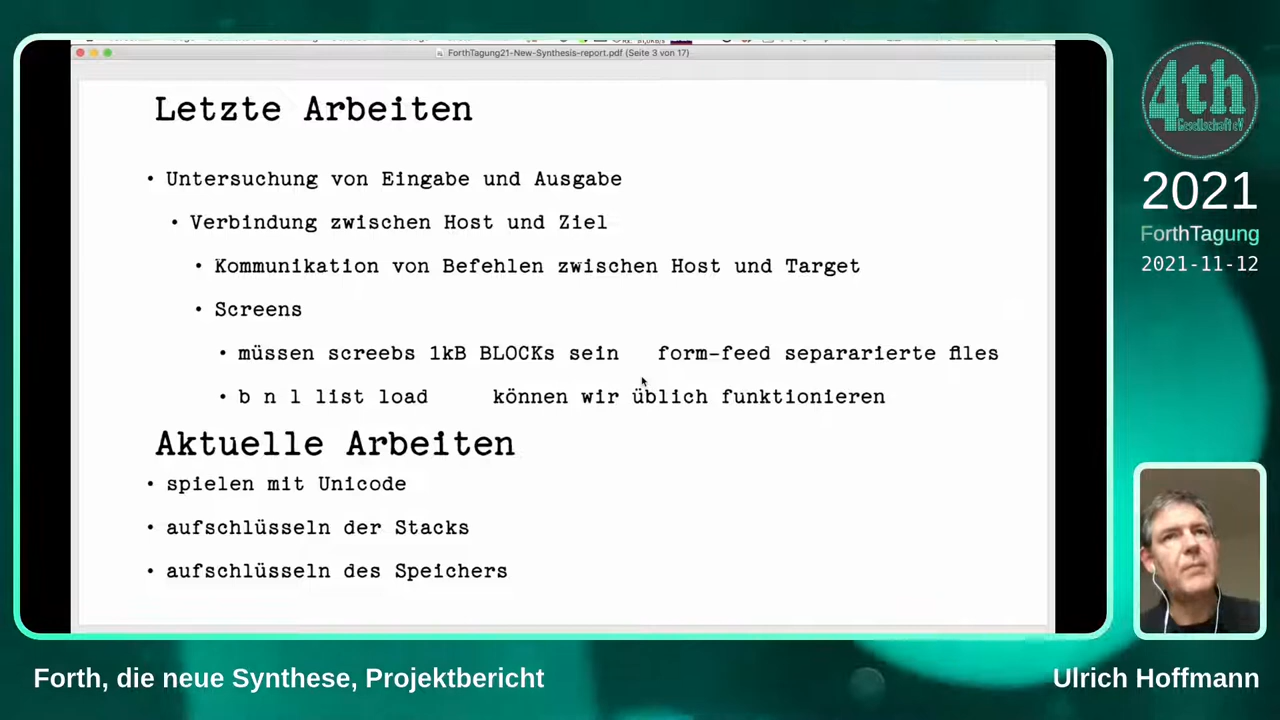 ForthTagung21-New-Synthesis-report.pdf (Seite 3 von 17)
Letzte Arbeiten
• Untersuchung von Eingabe und Ausgabe
• Verbindung zwischen Host und Ziel
• Kommunikation von Befehlen zwischen Host und Target
• Screens
• müssen screebs 1kB BLOCKs sein form-feed separarierte files
• b n l list load können wir üblich funktionieren
Aktuelle Arbeiten
• spielen mit Unicode
• aufschlüsseln der Stacks
• aufschlüsseln des Speichers
4th
Gesellschaft eV
2021
ForthTagung
2021-11-12
Forth, die neue Synthese, Projektbericht
Ulrich Hoffmann